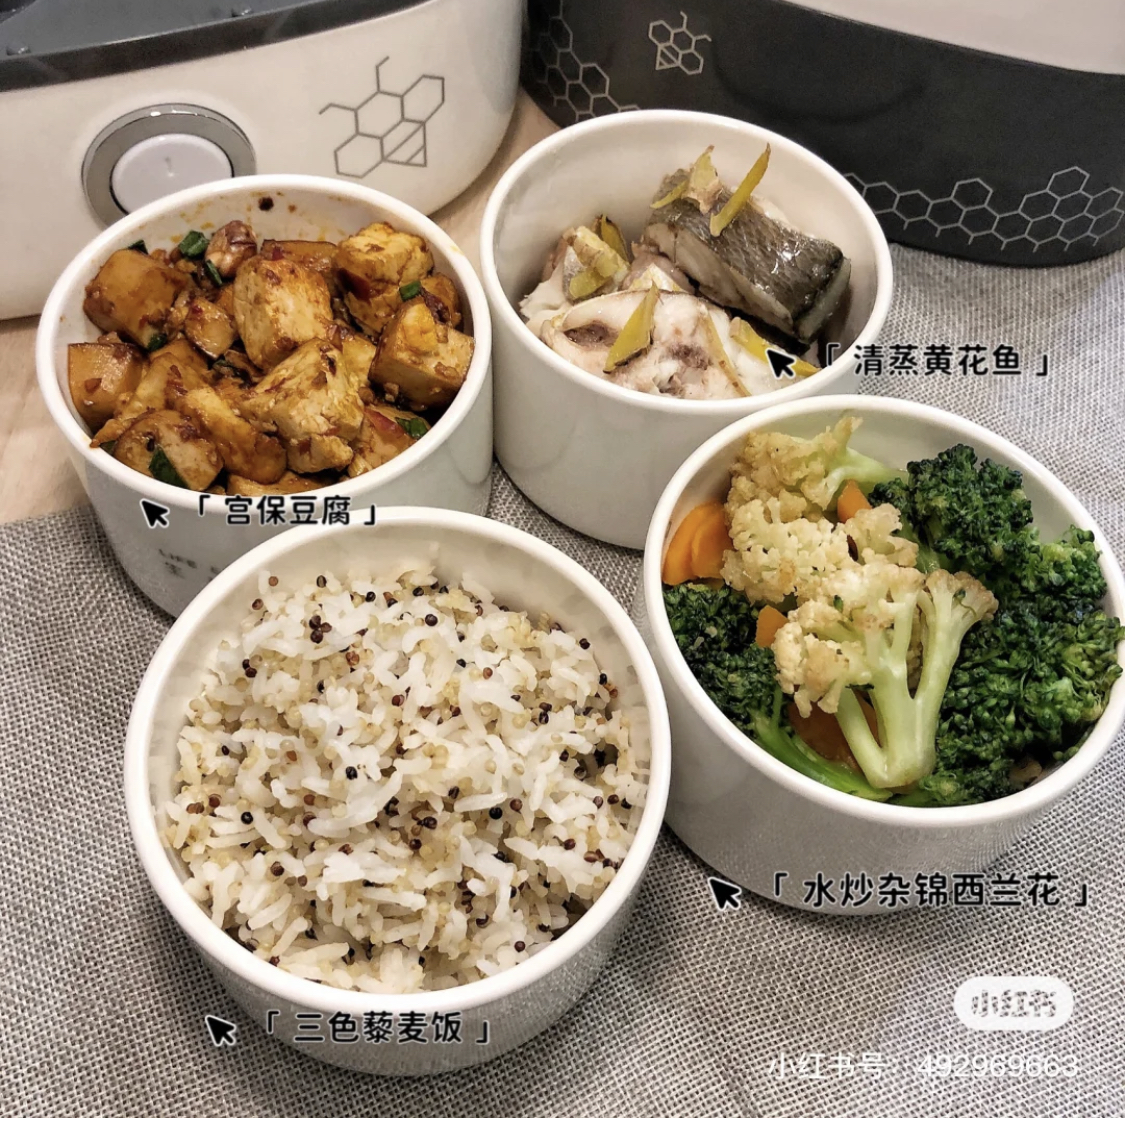 「 清蒸黄花鱼 」
「 宫保豆腐 」
「 水炒杂锦西兰花 」
「 三色藜麦饭 」
小红书
小红书号：492969663